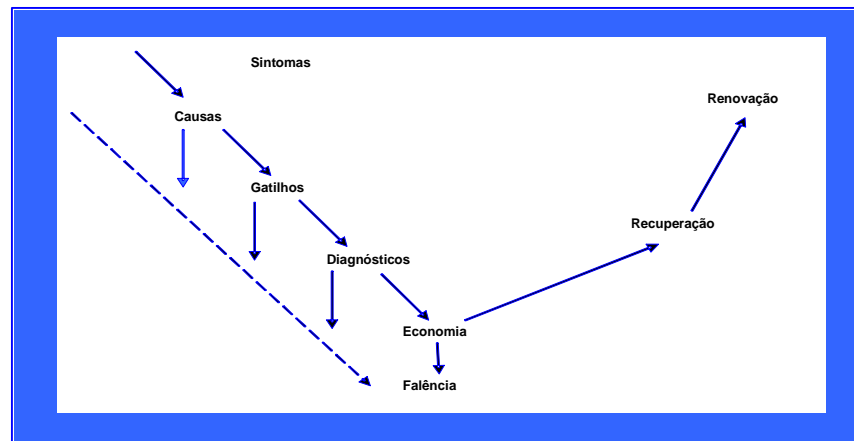 Sintomas
Renovação
Causas
Gatilhos
Recuperação
Diagnósticos
Economia
Falência